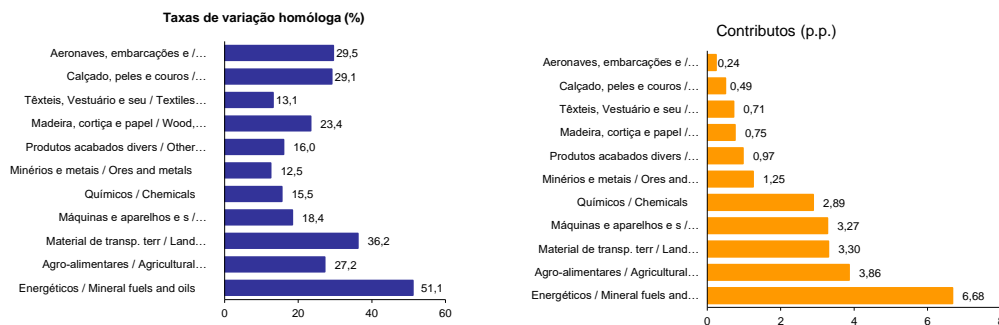 Taxas de variação homóloga (%)
Aeronaves, embarcações e /… 29,5
Calçado, peles e couros /… 29,1
Têxteis, Vestuário e seu / Textiles… 13,1
Madeira, cortiça e papel / Wood,… 23,4
Produtos acabados divers / Other… 16,0
Minérios e metais / Ores and metals 12,5
Químicos / Chemicals 15,5
Máquinas e aparelhos e s /… 18,4
Material de transp. terr / Land… 36,2
Agro-alimentares / Agricultural… 27,2
Energéticos / Mineral fuels and oils 51,1
0 20 40 60
Contributos (p.p.)
Aeronaves, embarcações e /… 0,24
Calçado, peles e couros /… 0,49
Têxteis, Vestuário e seu /… 0,71
Madeira, cortiça e papel /… 0,75
Produtos acabados divers /… 0,97
Minérios e metais / Ores and… 1,25
Químicos / Chemicals 2,89
Máquinas e aparelhos e s /… 3,27
Material de transp. terr / Land… 3,30
Agro-alimentares / Agricultural… 3,86
Energéticos / Mineral fuels and… 6,68
0 2 4 6 8